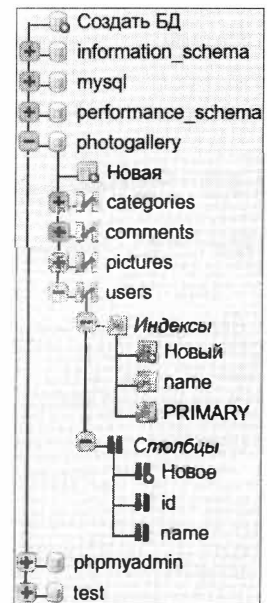 Создать БД
information_schema
mysql
performance_schema
photogallery
Новая
categories
comments
pictures
users
Индексы
Новый
name
PRIMARY
Столбцы
Новое
id
name
phpmyadmin
test